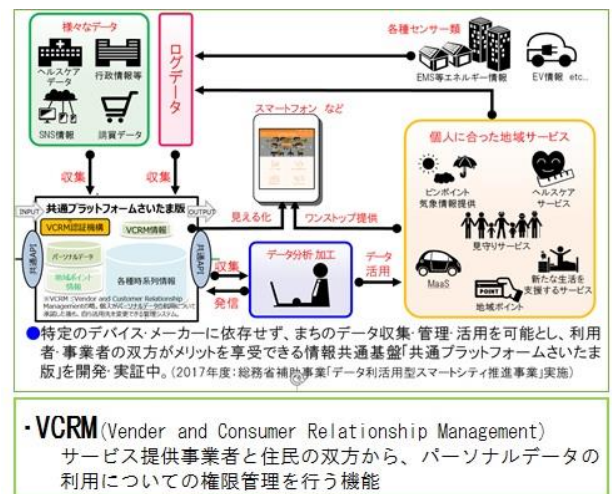 様々なデータ
ヘルスケア
データ
行政情報等
SNS情報
購買データ
ログデータ
各種センサー類
EMS等エネルギー情報
EV情報 etc..
スマートフォン など
個人に合った地域サービス
ピンポイント
気象情報提供
ヘルスケア
サービス
見守りサービス
MaaS
POINT
地域ポイント
新たな生活を
支援するサービス
収集
収集
見える化
ワンストップ提供
INPUT
共通プラットフォームさいたま版
OUTPUT
VCRM認証機構
VCRM情報
パーソナルデータ
地域ポイント
情報
各種時系列情報
共通API
共通API
※VCRM：Vendor and Customer Relationship
収集
発信
データ分析・加工
データ
活用
●特定のデバイス・メーカーに依存せず、まちのデータ収集・管理・活用を可能とし、利用
者・事業者の双方がメリットを享受できる情報共通基盤「共通プラットフォームさいたま
版」を開発・実証中。(2017年度：総務省補助事業「データ利活用型スマートシティ推進事業」実施)
・VCRM(Vender and Consumer Relationship Management)
サービス提供事業者と住民の双方から、パーソナルデータの
利用についての権限管理を行う機能